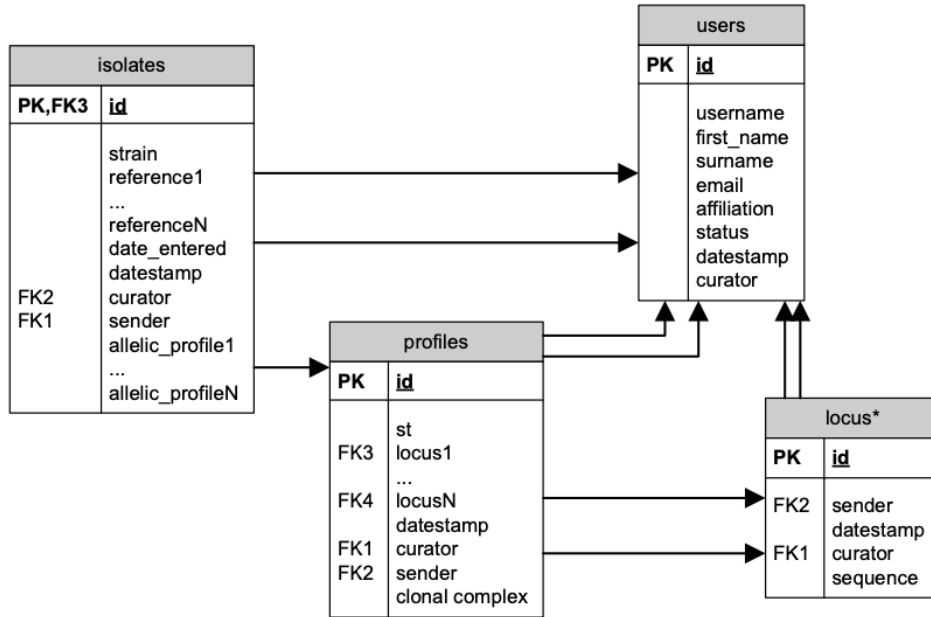 isolates
PK,FK3 id
strain
reference1
...
referenceN
date_entered
datestamp
FK2 curator
FK1 sender
allelic_profile1
...
allelic_profileN
users
PK id
username
first_name
surname
email
affiliation
status
datestamp
curator
profiles
PK id
st
FK3 locus1
...
FK4 locusN
datestamp
FK1 curator
FK2 sender
clonal complex
locus*
PK id
FK2 sender
datestamp
FK1 curator
sequence